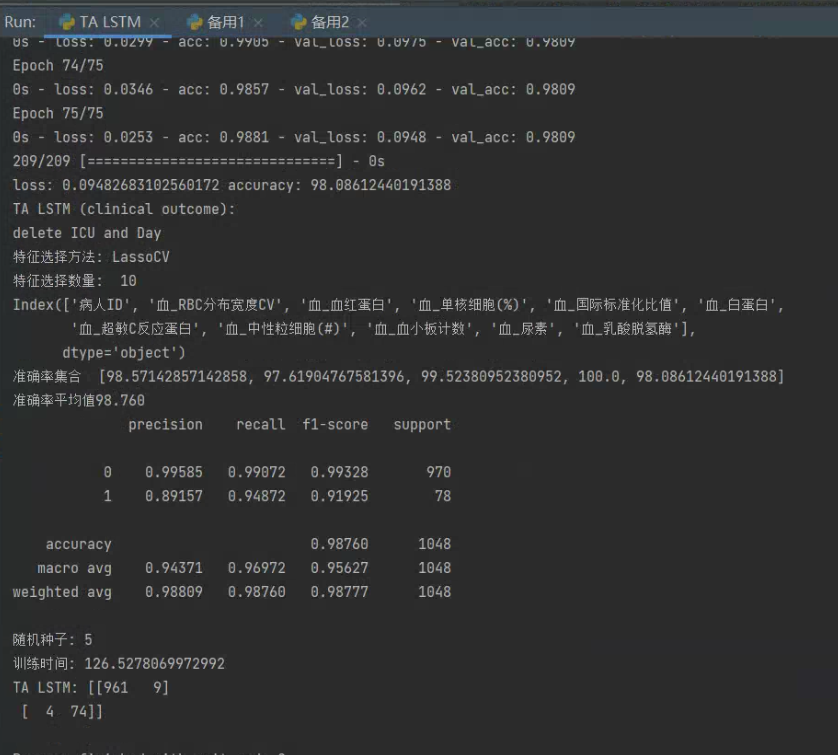 Run: TA LSTM × 备用1 × 备用2 ×
0s - loss: 0.0299 - acc: 0.9905 - val_loss: 0.0975 - val_acc: 0.9809
Epoch 74/75
0s - loss: 0.0346 - acc: 0.9857 - val_loss: 0.0962 - val_acc: 0.9809
Epoch 75/75
0s - loss: 0.0253 - acc: 0.9881 - val_loss: 0.0948 - val_acc: 0.9809
209/209 [==============================] - 0s
loss: 0.09482683102560172 accuracy: 98.08612440191388
TA LSTM (clinical outcome):
delete ICU and Day
特征选择方法: LassoCV
特征选择数量: 10
Index(['病人ID', '血_RBC分布宽度CV', '血_血红蛋白', '血_单核细胞(%)', '血_国际标准化比值', '血_白蛋白',
'血_超敏C反应蛋白', '血_中性粒细胞(#)', '血_血小板计数', '血_尿素', '血_乳酸脱氢酶'],
dtype='object')
准确率集合 [98.57142857142858, 97.61904767581396, 99.52380952380952, 100.0, 98.08612440191388]
准确率平均值98.760
precision recall f1-score support
0 0.99585 0.99072 0.99328 970
1 0.89157 0.94872 0.91925 78
accuracy 0.98760 1048
macro avg 0.94371 0.96972 0.95627 1048
weighted avg 0.98809 0.98760 0.98777 1048
随机种子: 5
训练时间: 126.5278069972992
TA LSTM: [[961 9]
[ 4 74]]